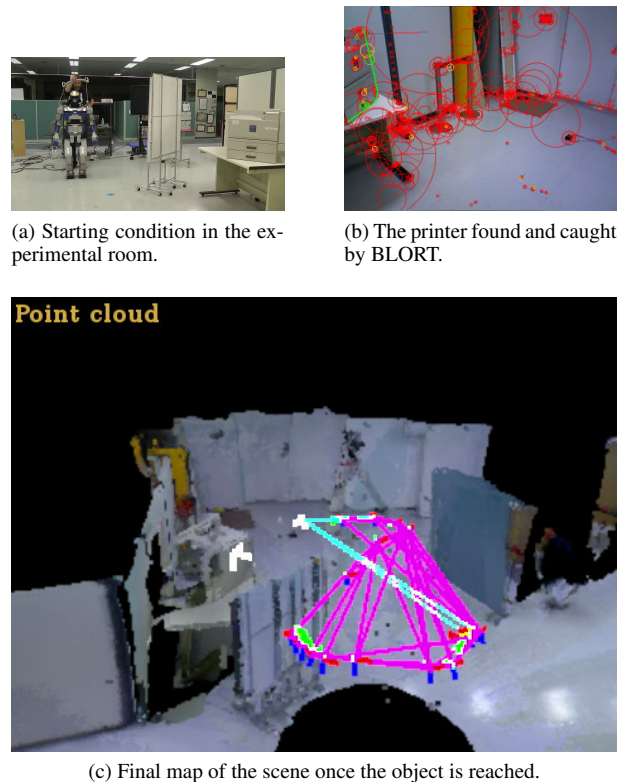 (a) Starting condition in the ex-
perimental room.
(b) The printer found and caught
by BLORT.
Point cloud
(c) Final map of the scene once the object is reached.